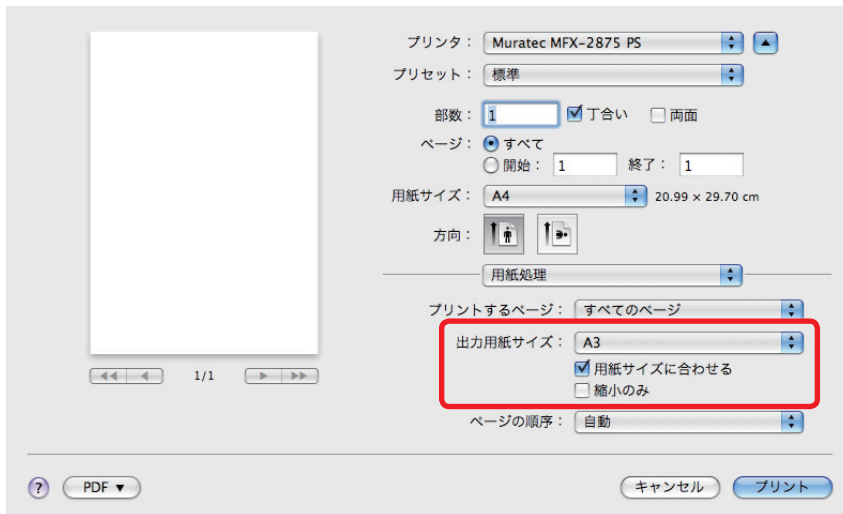 プリンタ： Muratec MFX-2875 PS
プリセット： 標準
部数： 1 丁合い 両面
ページ： すべて
開始： 1 終了： 1
用紙サイズ： A4 20.99 × 29.70 cm
方向：
用紙処理
プリントするページ： すべてのページ
出力用紙サイズ： A3
用紙サイズに合わせる
縮小のみ
1/1
ページの順序： 自動
? PDF ▼ キャンセル プリント